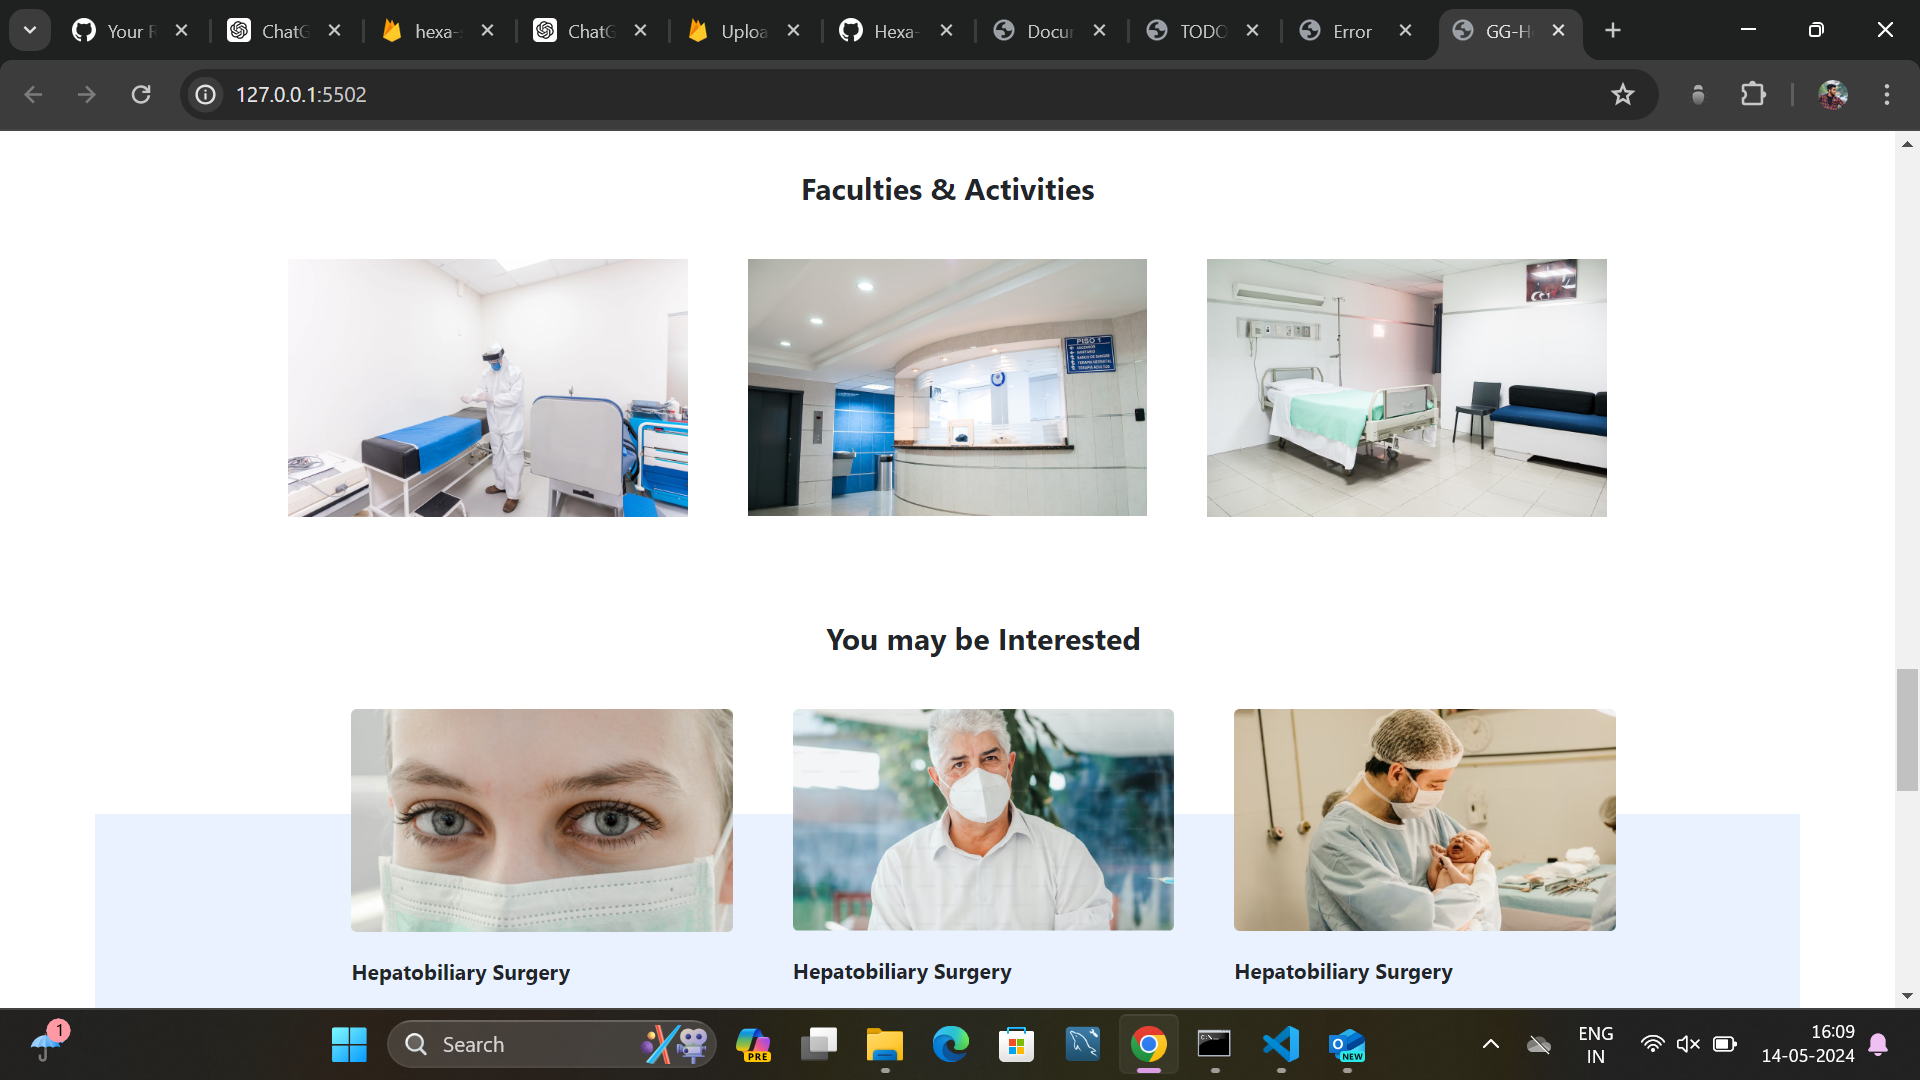 Your R
ChatG
hexa-
ChatG
Uploa
Hexa-
Docum
TODO
Error
GG-H
127.0.0.1:5502
Faculties & Activities
PISO 1
You may be Interested
Hepatobiliary Surgery
Hepatobiliary Surgery
Hepatobiliary Surgery
1
Search
PRE
NEW
ENG
IN
16:09
14-05-2024